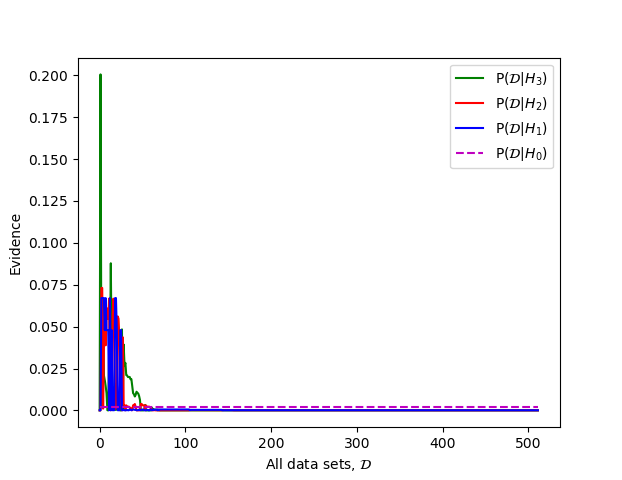 0.200
0.175
0.150
0.125
0.100
0.075
0.050
0.025
0.000
Evidence
0 100 200 300 400 500
All data sets, 𝒟
P(𝒟|H₃)
P(𝒟|H₂)
P(𝒟|H₁)
P(𝒟|H₀)